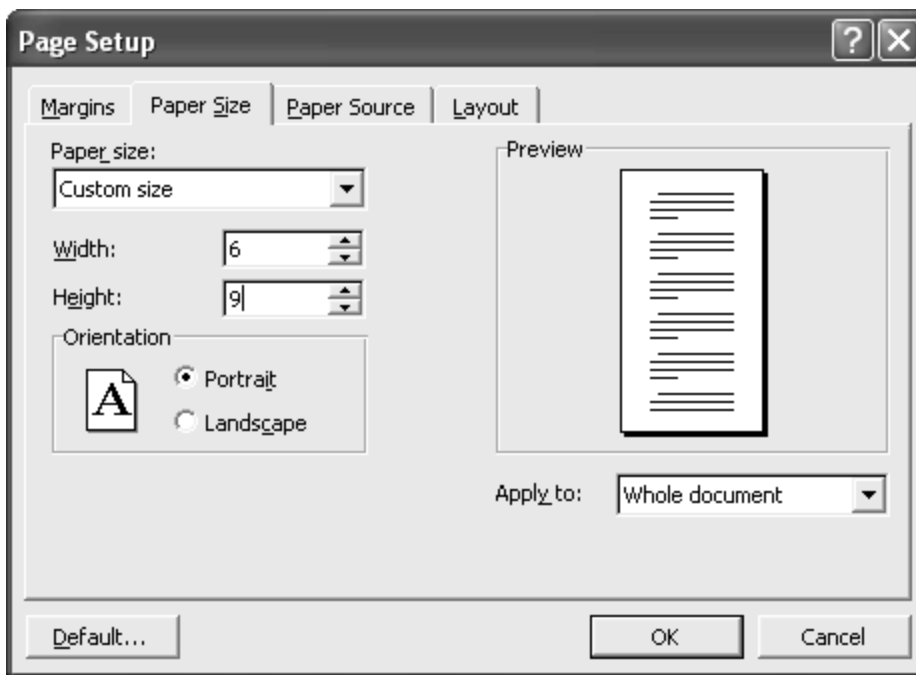 Page Setup
Margins Paper Size Paper Source Layout
Paper size:
Custom size
Width: 6
Height: 9
Orientation
A
Portrait
Landscape
Preview
Apply to: Whole document
Default... OK Cancel